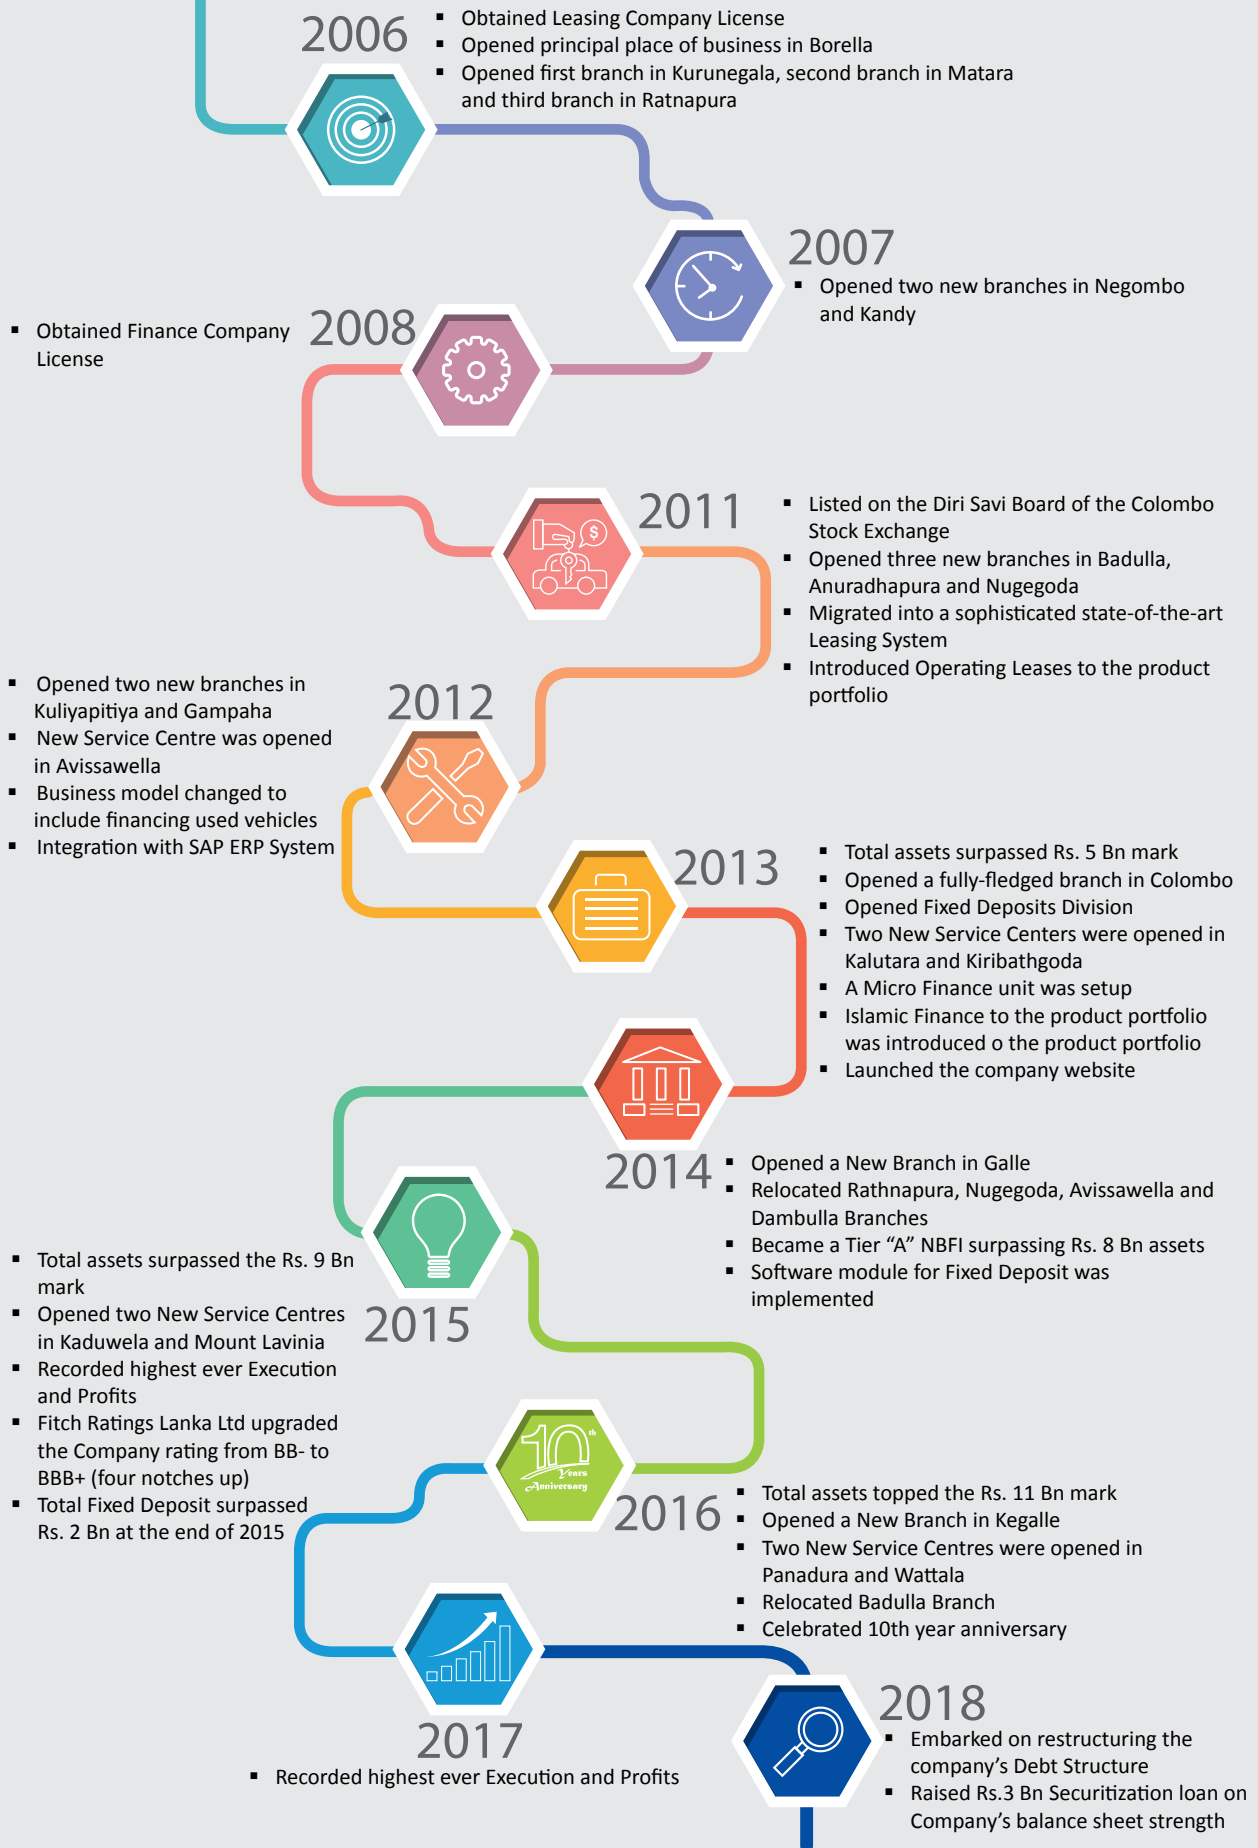 2006
▪ Obtained Leasing Company License
▪ Opened principal place of business in Borella
▪ Opened first branch in Kurunegala, second branch in Matara
and third branch in Ratnapura
2007
▪ Opened two new branches in Negombo
and Kandy
2008
▪ Obtained Finance Company
License
2011
▪ Listed on the Diri Savi Board of the Colombo
Stock Exchange
▪ Opened three new branches in Badulla,
Anuradhapura and Nugegoda
▪ Migrated into a sophisticated state-of-the-art
Leasing System
▪ Introduced Operating Leases to the product
portfolio
$
2012
▪ Opened two new branches in
Kuliyapitiya and Gampaha
▪ New Service Centre was opened
in Avissawella
▪ Business model changed to
include financing used vehicles
▪ Integration with SAP ERP System
2013
▪ Total assets surpassed Rs. 5 Bn mark
▪ Opened a fully-fledged branch in Colombo
▪ Opened Fixed Deposits Division
▪ Two New Service Centers were opened in
Kalutara and Kiribathgoda
▪ A Micro Finance unit was setup
▪ Islamic Finance to the product portfolio
was introduced o the product portfolio
▪ Launched the company website
2014
▪ Opened a New Branch in Galle
▪ Relocated Rathnapura, Nugegoda, Avissawella and
Dambulla Branches
▪ Became a Tier “A” NBFI surpassing Rs. 8 Bn assets
▪ Software module for Fixed Deposit was
implemented
2015
▪ Total assets surpassed the Rs. 9 Bn
mark
▪ Opened two New Service Centres
in Kaduwela and Mount Lavinia
▪ Recorded highest ever Execution
and Profits
▪ Fitch Ratings Lanka Ltd upgraded
the Company rating from BB- to
BBB+ (four notches up)
▪ Total Fixed Deposit surpassed
Rs. 2 Bn at the end of 2015
10th
Years
Anniversary
2016
▪ Total assets topped the Rs. 11 Bn mark
▪ Opened a New Branch in Kegalle
▪ Two New Service Centres were opened in
Panadura and Wattala
▪ Relocated Badulla Branch
▪ Celebrated 10th year anniversary
2017
▪ Recorded highest ever Execution and Profits
2018
▪ Embarked on restructuring the
company’s Debt Structure
▪ Raised Rs.3 Bn Securitization loan on
Company’s balance sheet strength